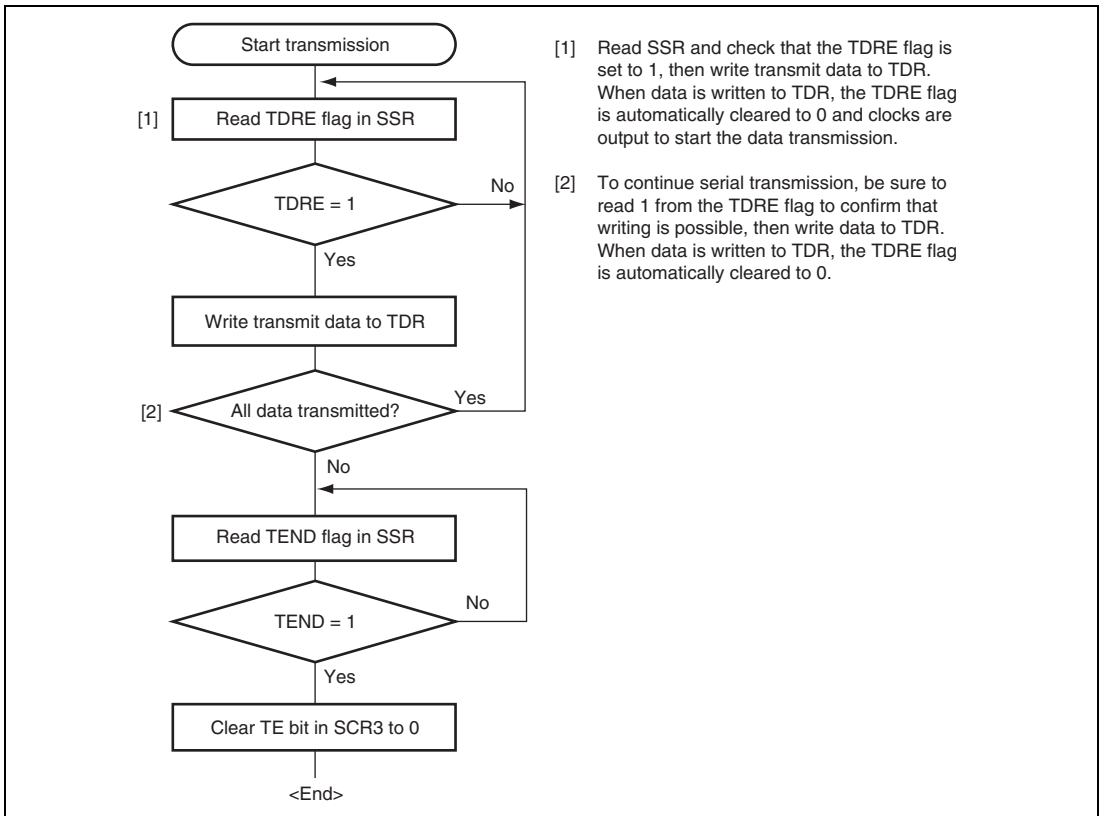 Start transmission
[1] Read SSR and check that the TDRE flag is
set to 1, then write transmit data to TDR.
When data is written to TDR, the TDRE flag
is automatically cleared to 0 and clocks are
output to start the data transmission.
[2] To continue serial transmission, be sure to
read 1 from the TDRE flag to confirm that
writing is possible, then write data to TDR.
When data is written to TDR, the TDRE flag
is automatically cleared to 0.
[1] Read TDRE flag in SSR
TDRE = 1
No
Yes
Write transmit data to TDR
[2] All data transmitted?
Yes
No
Read TEND flag in SSR
TEND = 1
No
Yes
Clear TE bit in SCR3 to 0
<End>